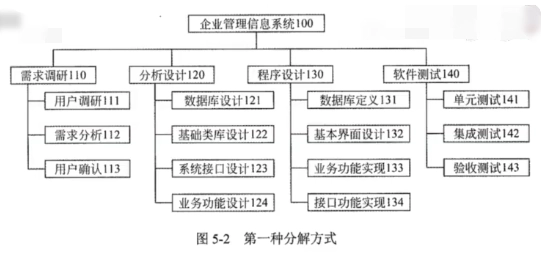 企业管理信息系统100
需求调研110 分析设计120 程序设计130 软件测试140
用户调研111 数据库设计121 数据库定义131 单元测试141
需求分析112 基础类库设计122 基本界面设计132 集成测试142
用户确认113 系统接口设计123 业务功能实现133 验收测试143
业务功能设计124 接口功能实现134
图 5-2 第一种分解方式